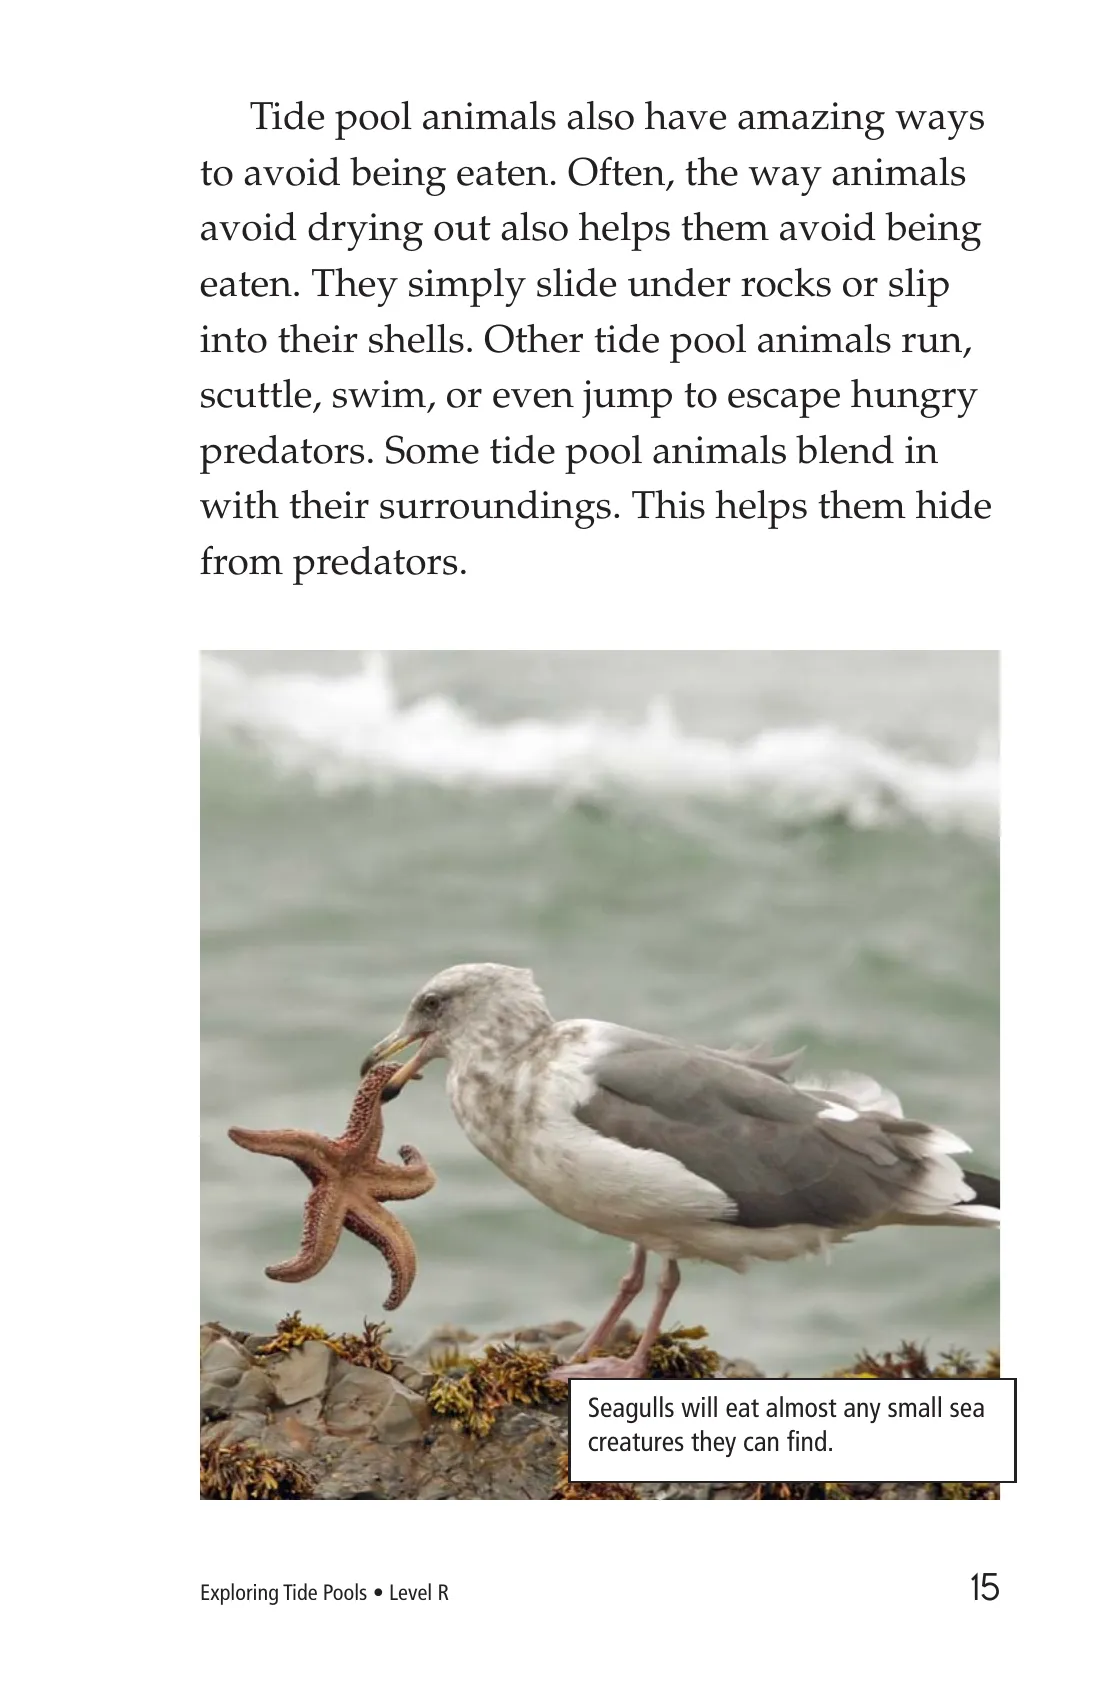 Tide pool animals also have amazing ways
to avoid being eaten. Often, the way animals
avoid drying out also helps them avoid being
eaten. They simply slide under rocks or slip
into their shells. Other tide pool animals run,
scuttle, swim, or even jump to escape hungry
predators. Some tide pool animals blend in
with their surroundings. This helps them hide
from predators.
Seagulls will eat almost any small sea
creatures they can find.
Exploring Tide Pools • Level R
15